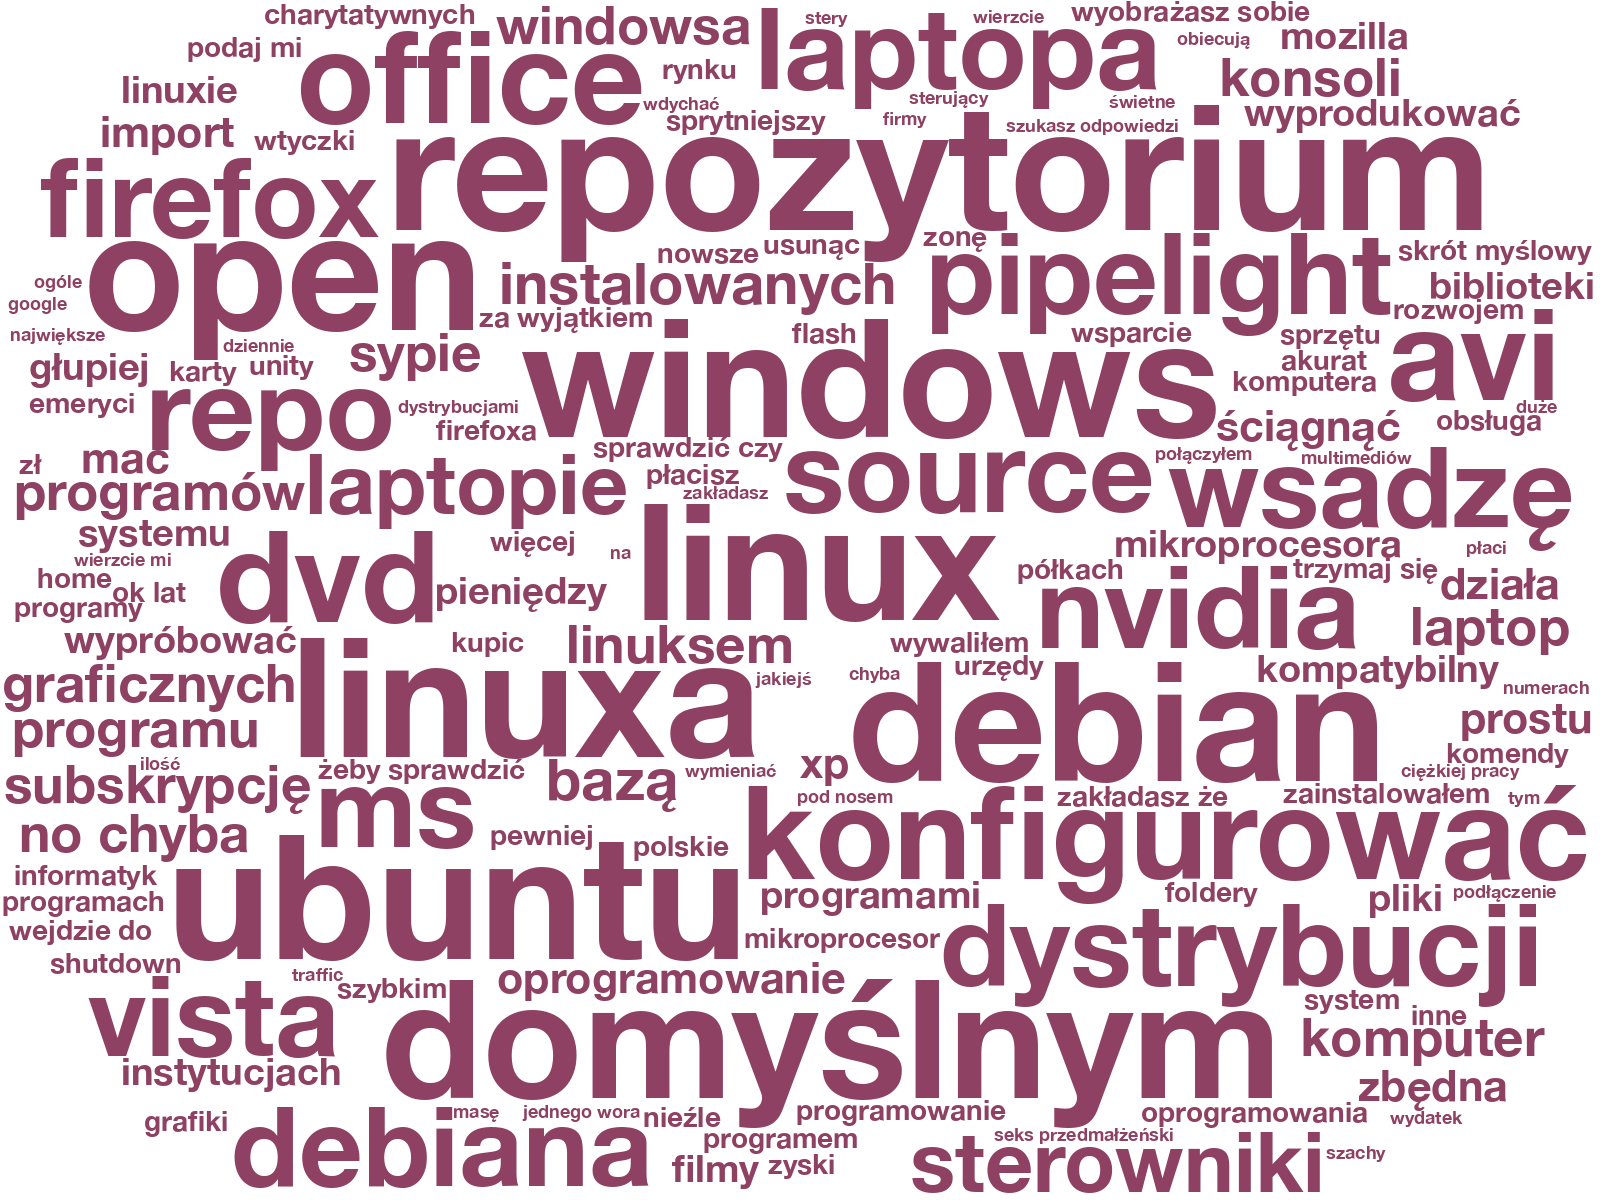 charytatywnych
windowsa
stery
wierzcie
wyobrażasz sobie
podaj mi
office
laptopa
obiecują
mozilla
rynku
konsoli
linuxie
wdychać
sterujący
świetne
wyprodukować
import
wtyczki
sprytniejszy
firmy
szukasz odpowiedzi
firefox
repozytorium
open
nowsze
usunąc
zonę
pipelight
skrót myślowy
ogóle
google
instalowanych
biblioteki
największe
za wyjątkiem
flash
wsparcie
rozwojem
dziennie
sypie
windows
sprzętu
avi
głupiej
karty
unity
akurat
komputera
emeryci
repo
dystrybucjami
firefoxa
ściągnąć
obsługa
duże
zł
mac
sprawdzić czy
source
połączyłem
multimediów
wsadzę
programów
laptopie
płacisz
zakładasz
systemu
więcej
na
linux
mikroprocesora
płaci
wierzcie mi
home
ok lat
dvd
pieniędzy
półkach
trzymaj się
działa
programy
nvidia
laptop
wypróbować
kupic
linuksem
wywaliłem
graficznych
linuxa
jakiejś
chyba
urzędy
kompatybilny
numerach
programu
debian
prostu
ilość
komendy
subskrypcję
żeby sprawdzić
bazą
wymieniać
xp
ciężkiej pracy
ms
pod nosem
zakładasz że
zainstalowałem
tym
no chyba
pewniej
polskie
konfigurować
informatyk
ubuntu
programach
programami
foldery
pliki
podłączenie
wejdzie do
mikroprocesor
dystrybucji
shutdown
traffic
szybkim
oprogramowanie
vista
domyślnym
system
inne
instytucjach
komputer
zbędna
grafiki
debiana
masę
jednego wora
nieźle
programowanie
oprogramowania
wydatek
programem
seks przedmałżeński
filmy
zyski
sterowniki
szachy